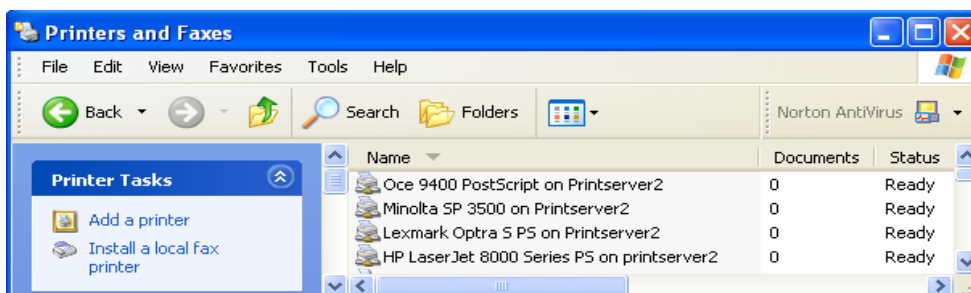 Printers and Faxes
File Edit View Favorites Tools Help
Back Search Folders Norton AntiVirus
Name Documents Status
Printer Tasks
Add a printer
Install a local fax
printer
Oce 9400 PostScript on Printserver2 0 Ready
Minolta SP 3500 on Printserver2 0 Ready
Lexmark Optra S PS on Printserver2 0 Ready
HP LaserJet 8000 Series PS on printserver2 0 Ready